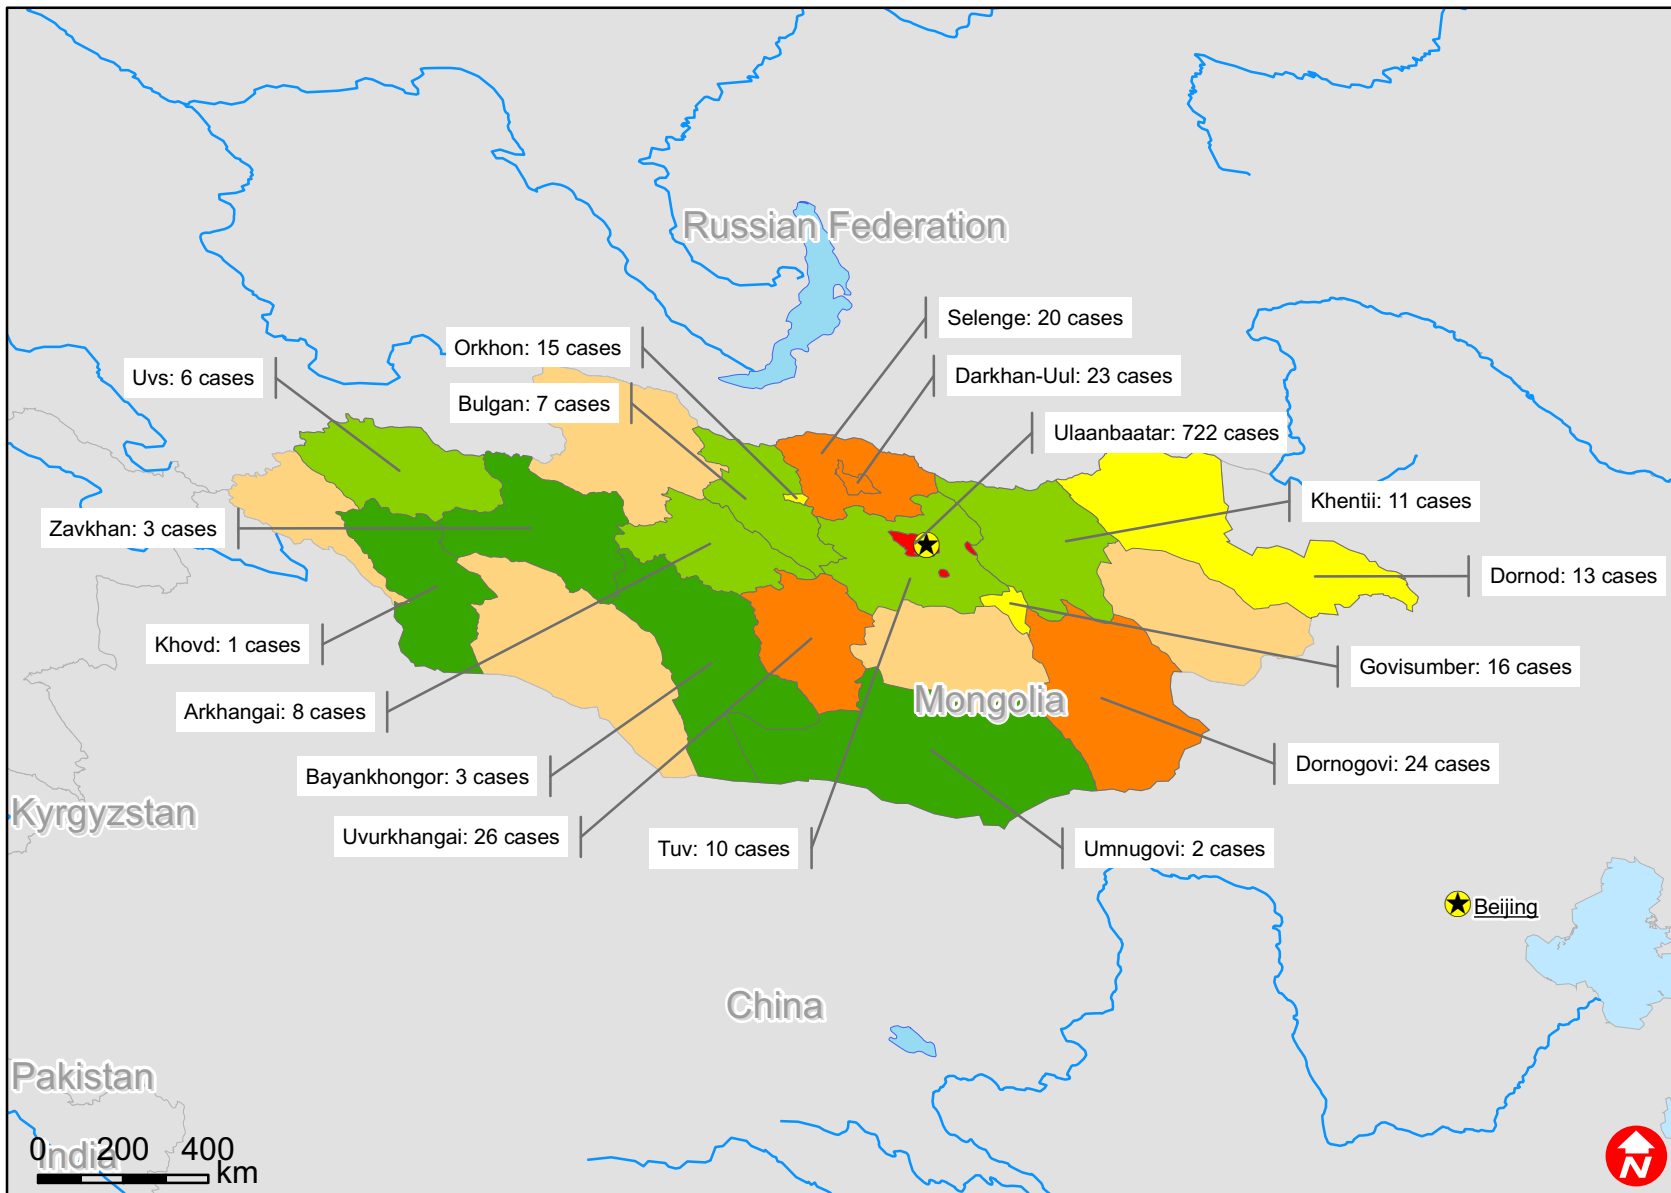 Russian Federation
Selenge: 20 cases
Orkhon: 15 cases
Darkhan-Uul: 23 cases
Uvs: 6 cases
Bulgan: 7 cases
Ulaanbaatar: 722 cases
Khentii: 11 cases
Zavkhan: 3 cases
Dornod: 13 cases
Khovd: 1 cases
Govisumber: 16 cases
Arkhangai: 8 cases
Mongolia
Dornogovi: 24 cases
Bayankhongor: 3 cases
Kyrgyzstan
Uvurkhangai: 26 cases
Tuv: 10 cases
Umnugovi: 2 cases
Beijing
China
Pakistan
0 200 400
km
India
N